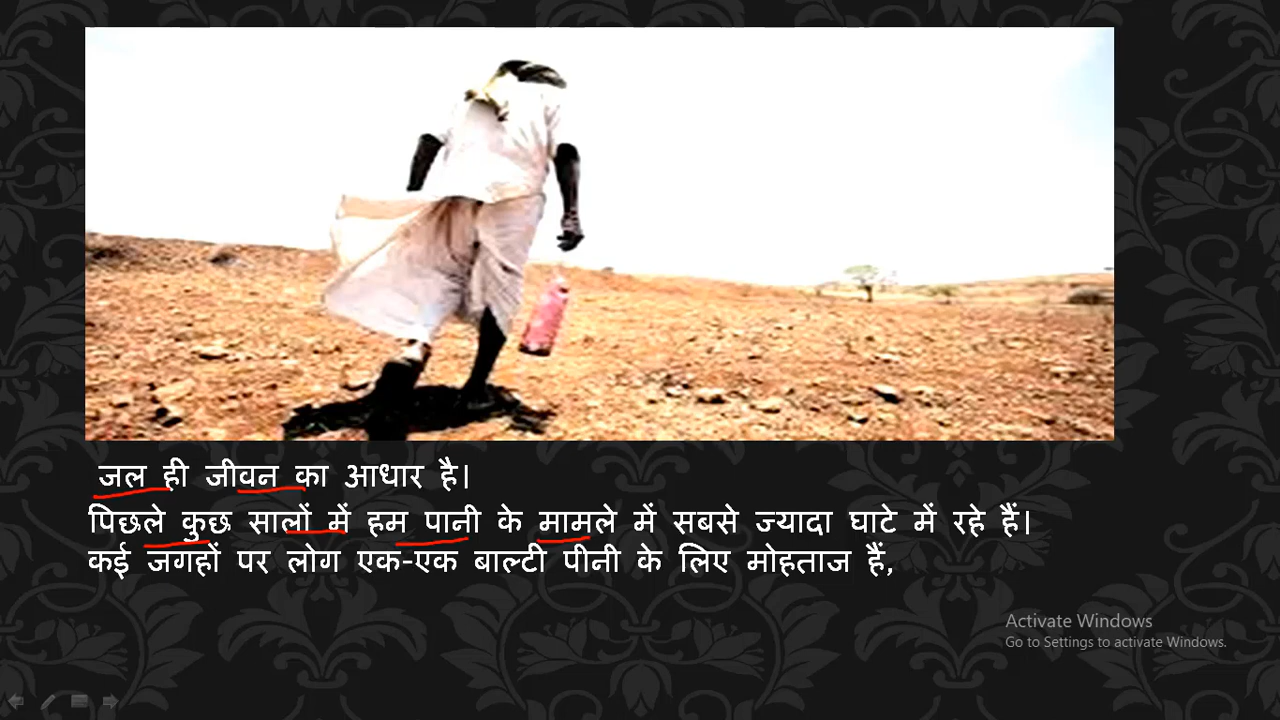 जल ही जीवन का आधार है।
पिछले कुछ सालों में हम पानी के मामले में सबसे ज्यादा घाटे में रहे हैं।
कई जगहों पर लोग एक-एक बाल्टी पीनी के लिए मोहताज हैं,
Activate Windows
Go to Settings to activate Windows.